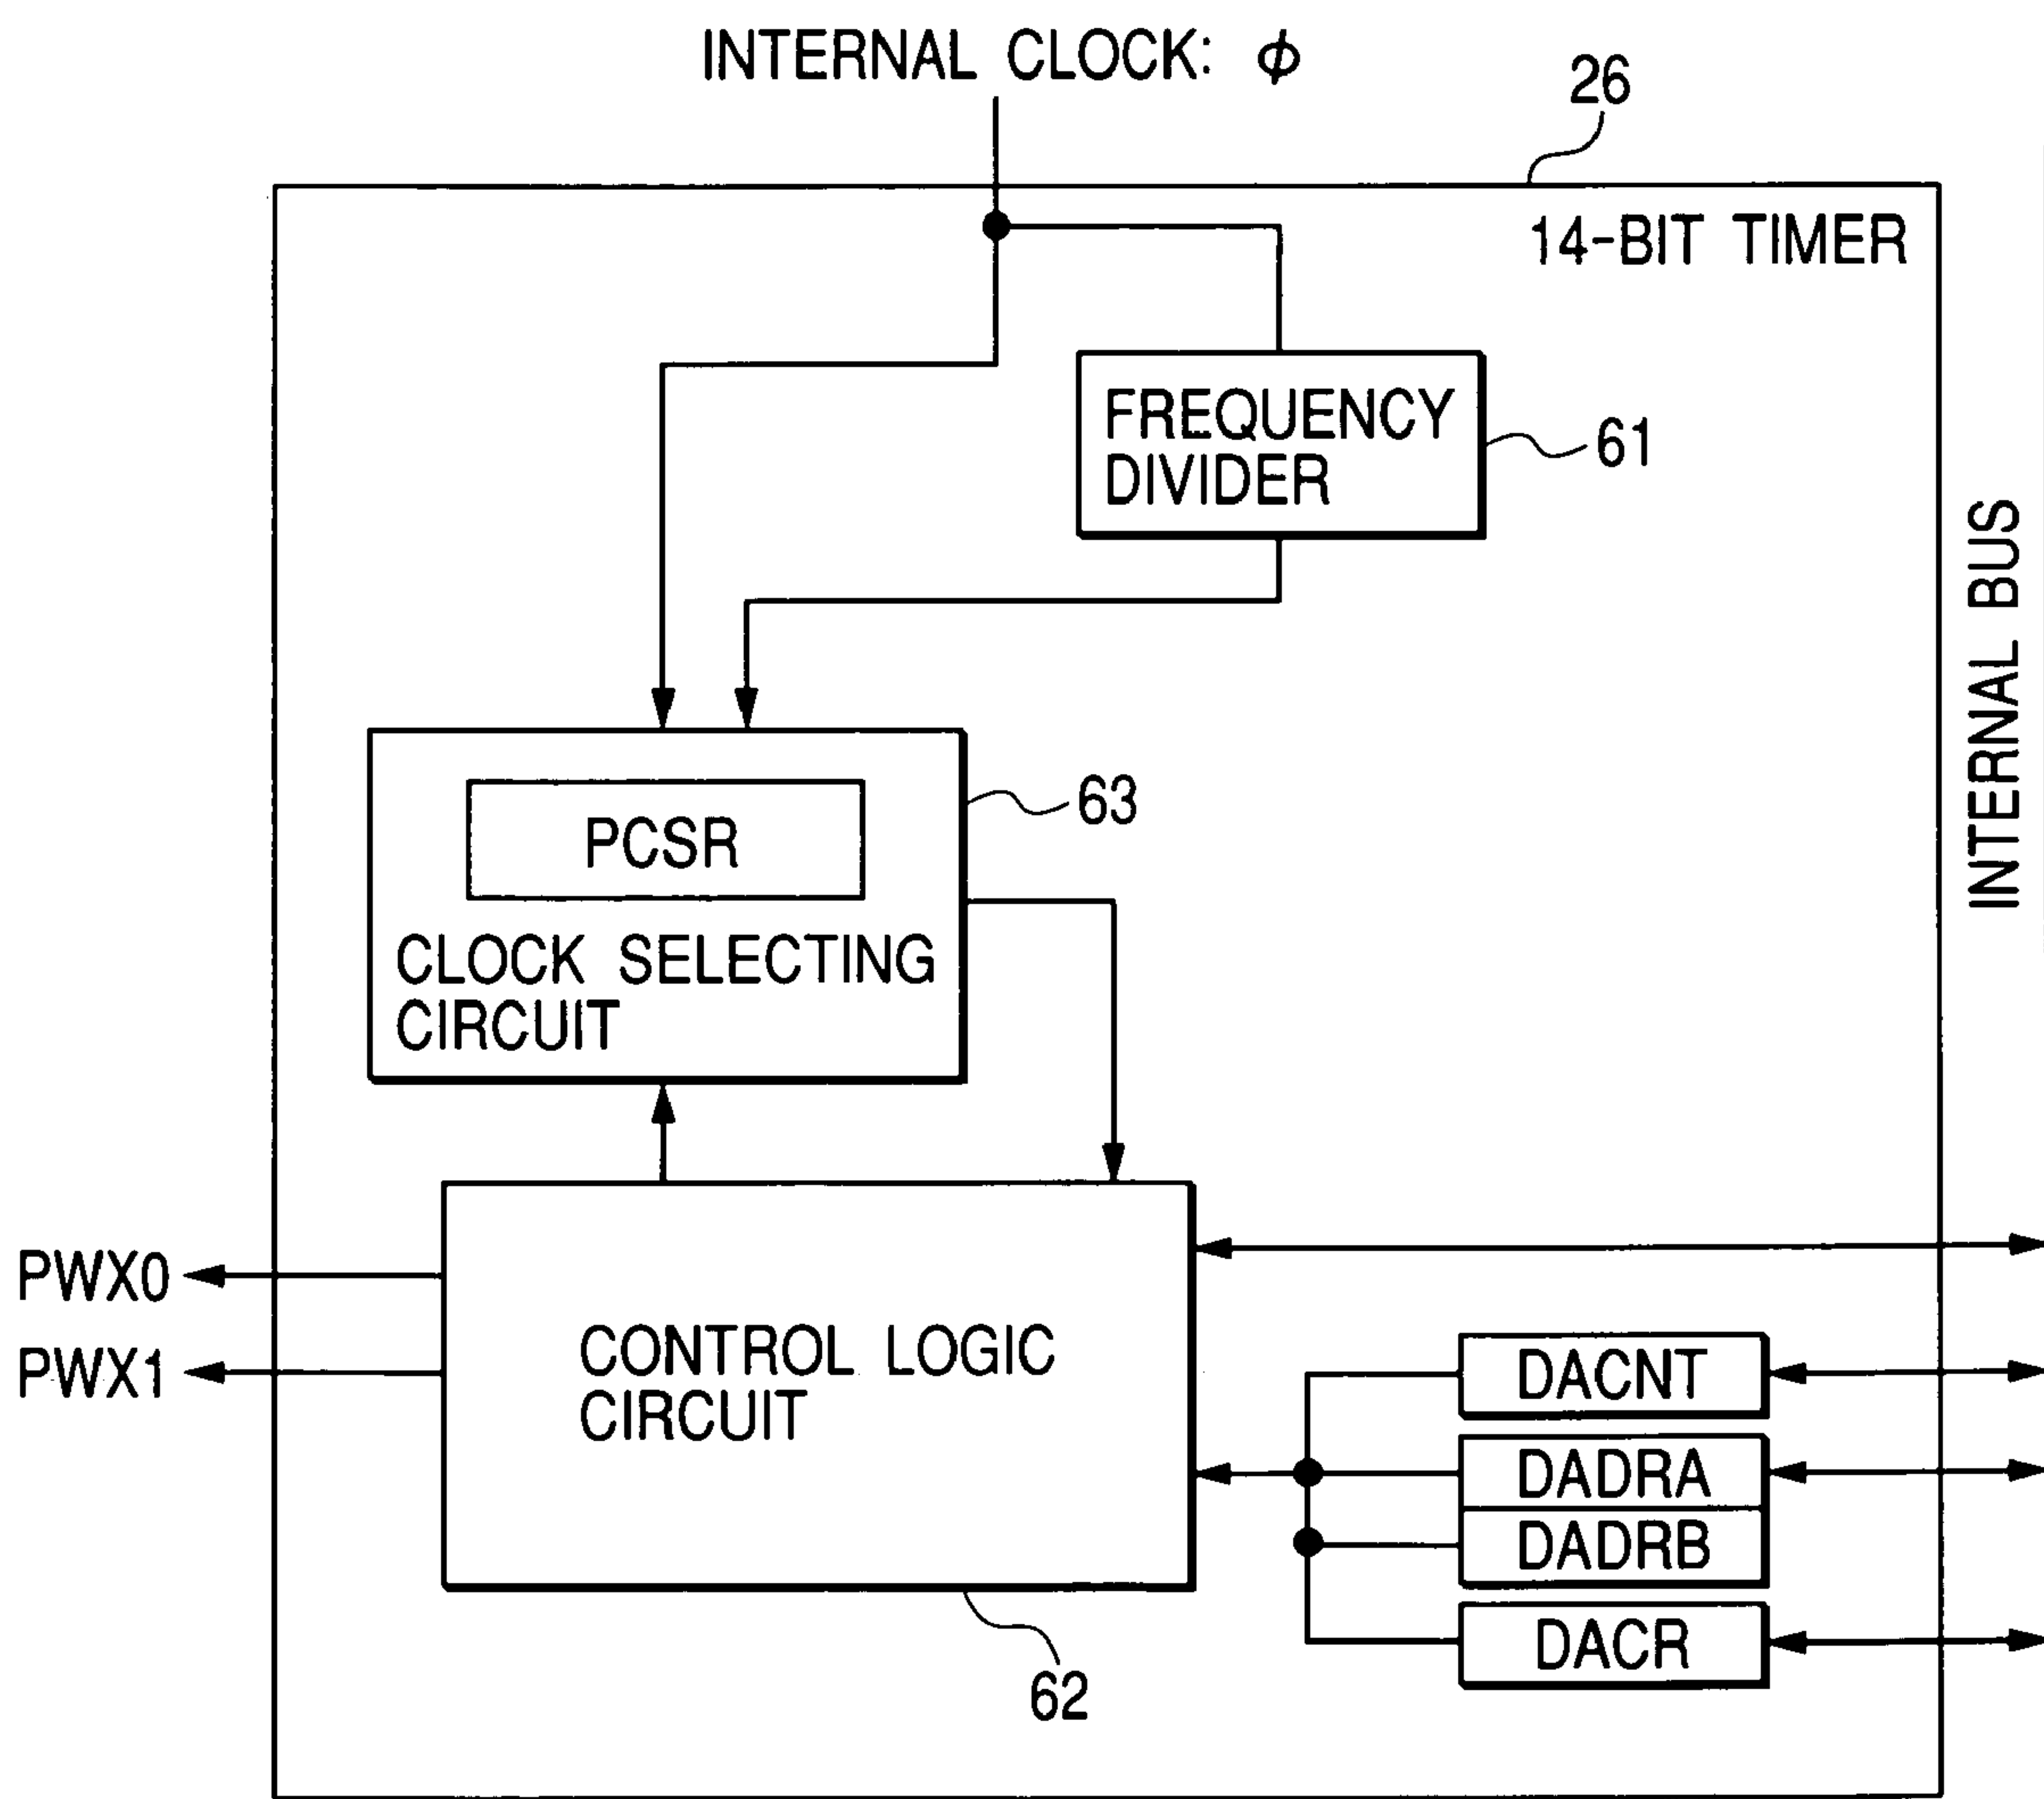 INTERNAL CLOCK: ϕ
26
14-BIT TIMER
FREQUENCY
DIVIDER
61
INTERNAL BUS
PCSR
63
CLOCK SELECTING
CIRCUIT
PWX0
PWX1
CONTROL LOGIC
CIRCUIT
DACNT
DADRA
DADRB
DACR
62